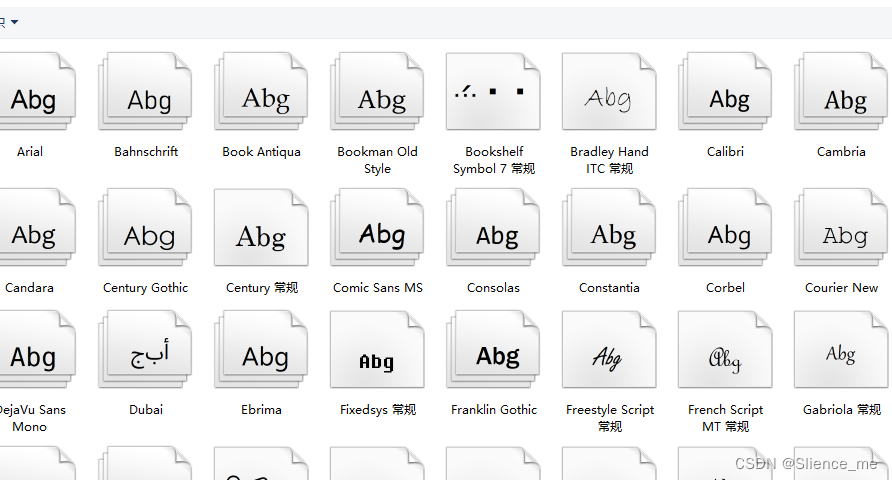 织
Abg Abg Abg Abg Abg Abg Abg
Arial Bahnschrift Book Antiqua Bookman Old Bookshelf Bradley Hand Calibri Cambria
Style Symbol 7 常规 ITC 常规
Abg Abg Abg Abg Abg Abg Abg Abg
Candara Century Gothic Century 常规 Comic Sans MS Consolas Constantia Corbel Courier New
Abg أبج Abg Abg Abg Abg Abg Abg
DejaVu Sans Dubai Ebrima Fixedsys 常规 Franklin Gothic Freestyle Script French Script Gabriola 常规
Mono 常规 MT 常规
CSDN @Slience_me